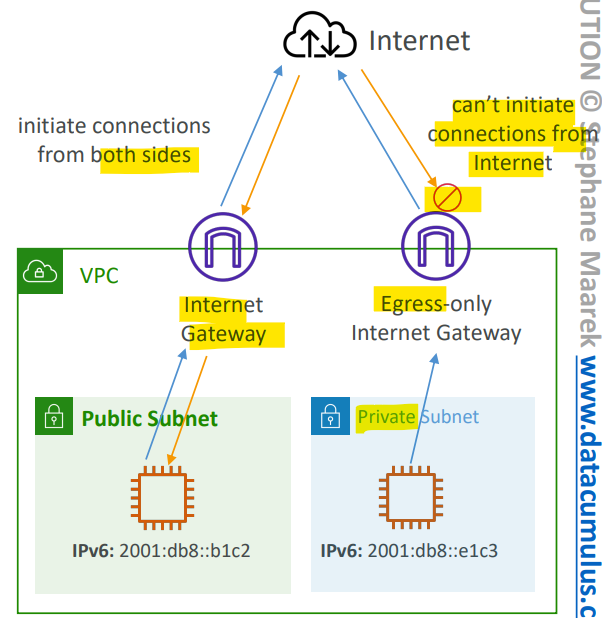 Internet
initiate connections
from both sides
can't initiate
connections from
Internet
VPC
Internet
Gateway
Egress-only
Internet Gateway
Public Subnet
Private Subnet
IPv6: 2001:db8::b1c2
IPv6: 2001:db8::e1c3
© Stephane Maarek www.datacumulus.c